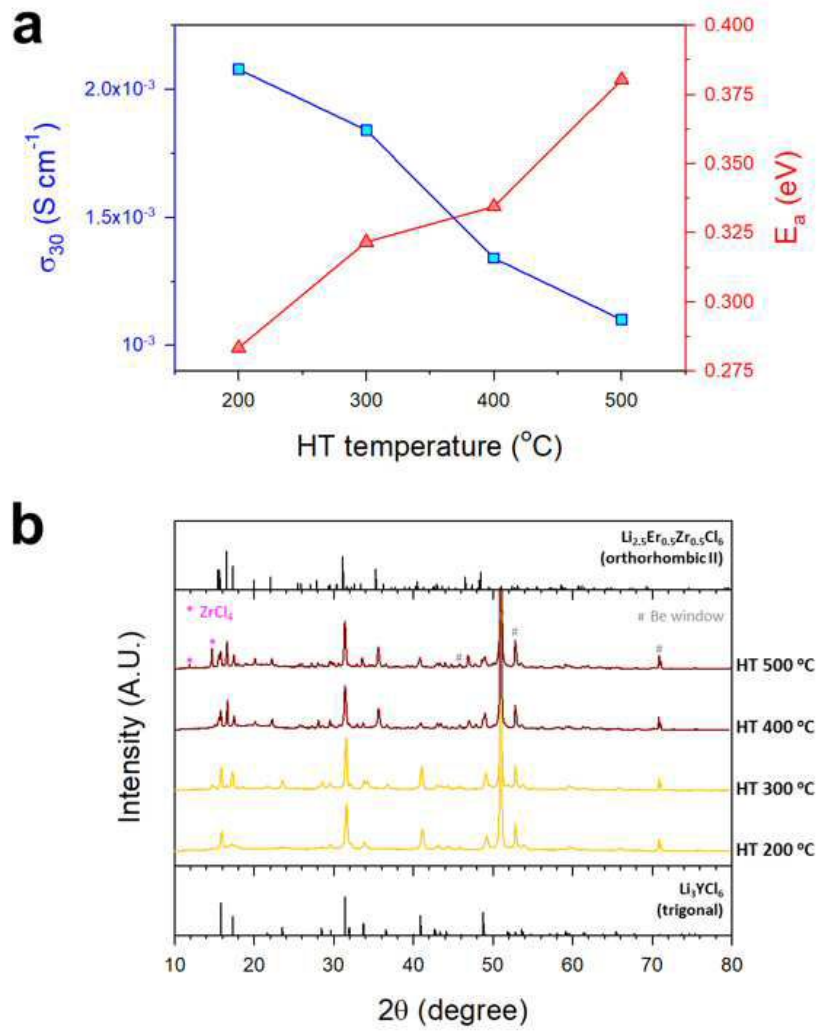 a
0.400
2.0x10⁻³
0.375
0.350
1.5x10⁻³
0.325
0.300
10⁻³
0.275
σ₃₀ (S cm⁻¹)
Eₐ (eV)
200 300 400 500
HT temperature (°C)
b
Li₂.₅Er₀.₅Zr₀.₅Cl₆
(orthorhombic II)
* ZrCl₄
# Be window
*
*
#
#
#
HT 500 °C
HT 400 °C
HT 300 °C
HT 200 °C
Intensity (A.U.)
Li₃YCl₆
(trigonal)
10 20 30 40 50 60 70 80
2θ (degree)